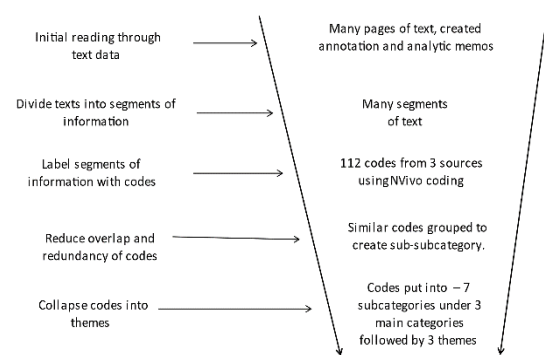 Initial reading through
text data
Many pages of text, created
annotation and analytic memos
Divide texts into segments of
information
Many segments
of text
Label segments of
information with codes
112 codes from 3 sources
usingNVivo coding
Reduce overlap and
redundancy of codes
Similar codes grouped to
create sub-subcategory.
Collapse codes into
themes
Codes put into – 7
subcategories under 3
main categories
followed by 3 themes